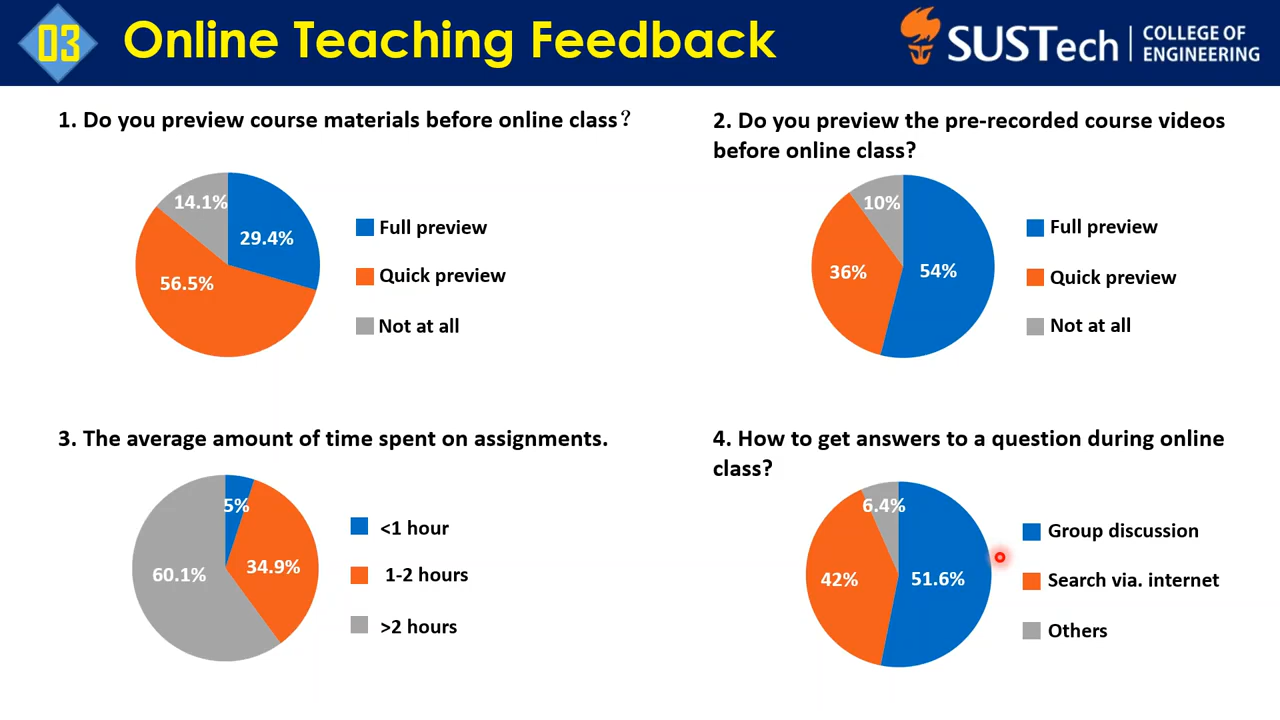 03
Online Teaching Feedback
SUSTech
COLLEGE OF
ENGINEERING
1. Do you preview course materials before online class？
14.1%
29.4%
56.5%
Full preview
Quick preview
Not at all
2. Do you preview the pre-recorded course videos
before online class?
10%
36%
54%
Full preview
Quick preview
Not at all
3. The average amount of time spent on assignments.
5%
34.9%
60.1%
<1 hour
1-2 hours
>2 hours
4. How to get answers to a question during online
class?
6.4%
42%
51.6%
Group discussion
Search via. internet
Others